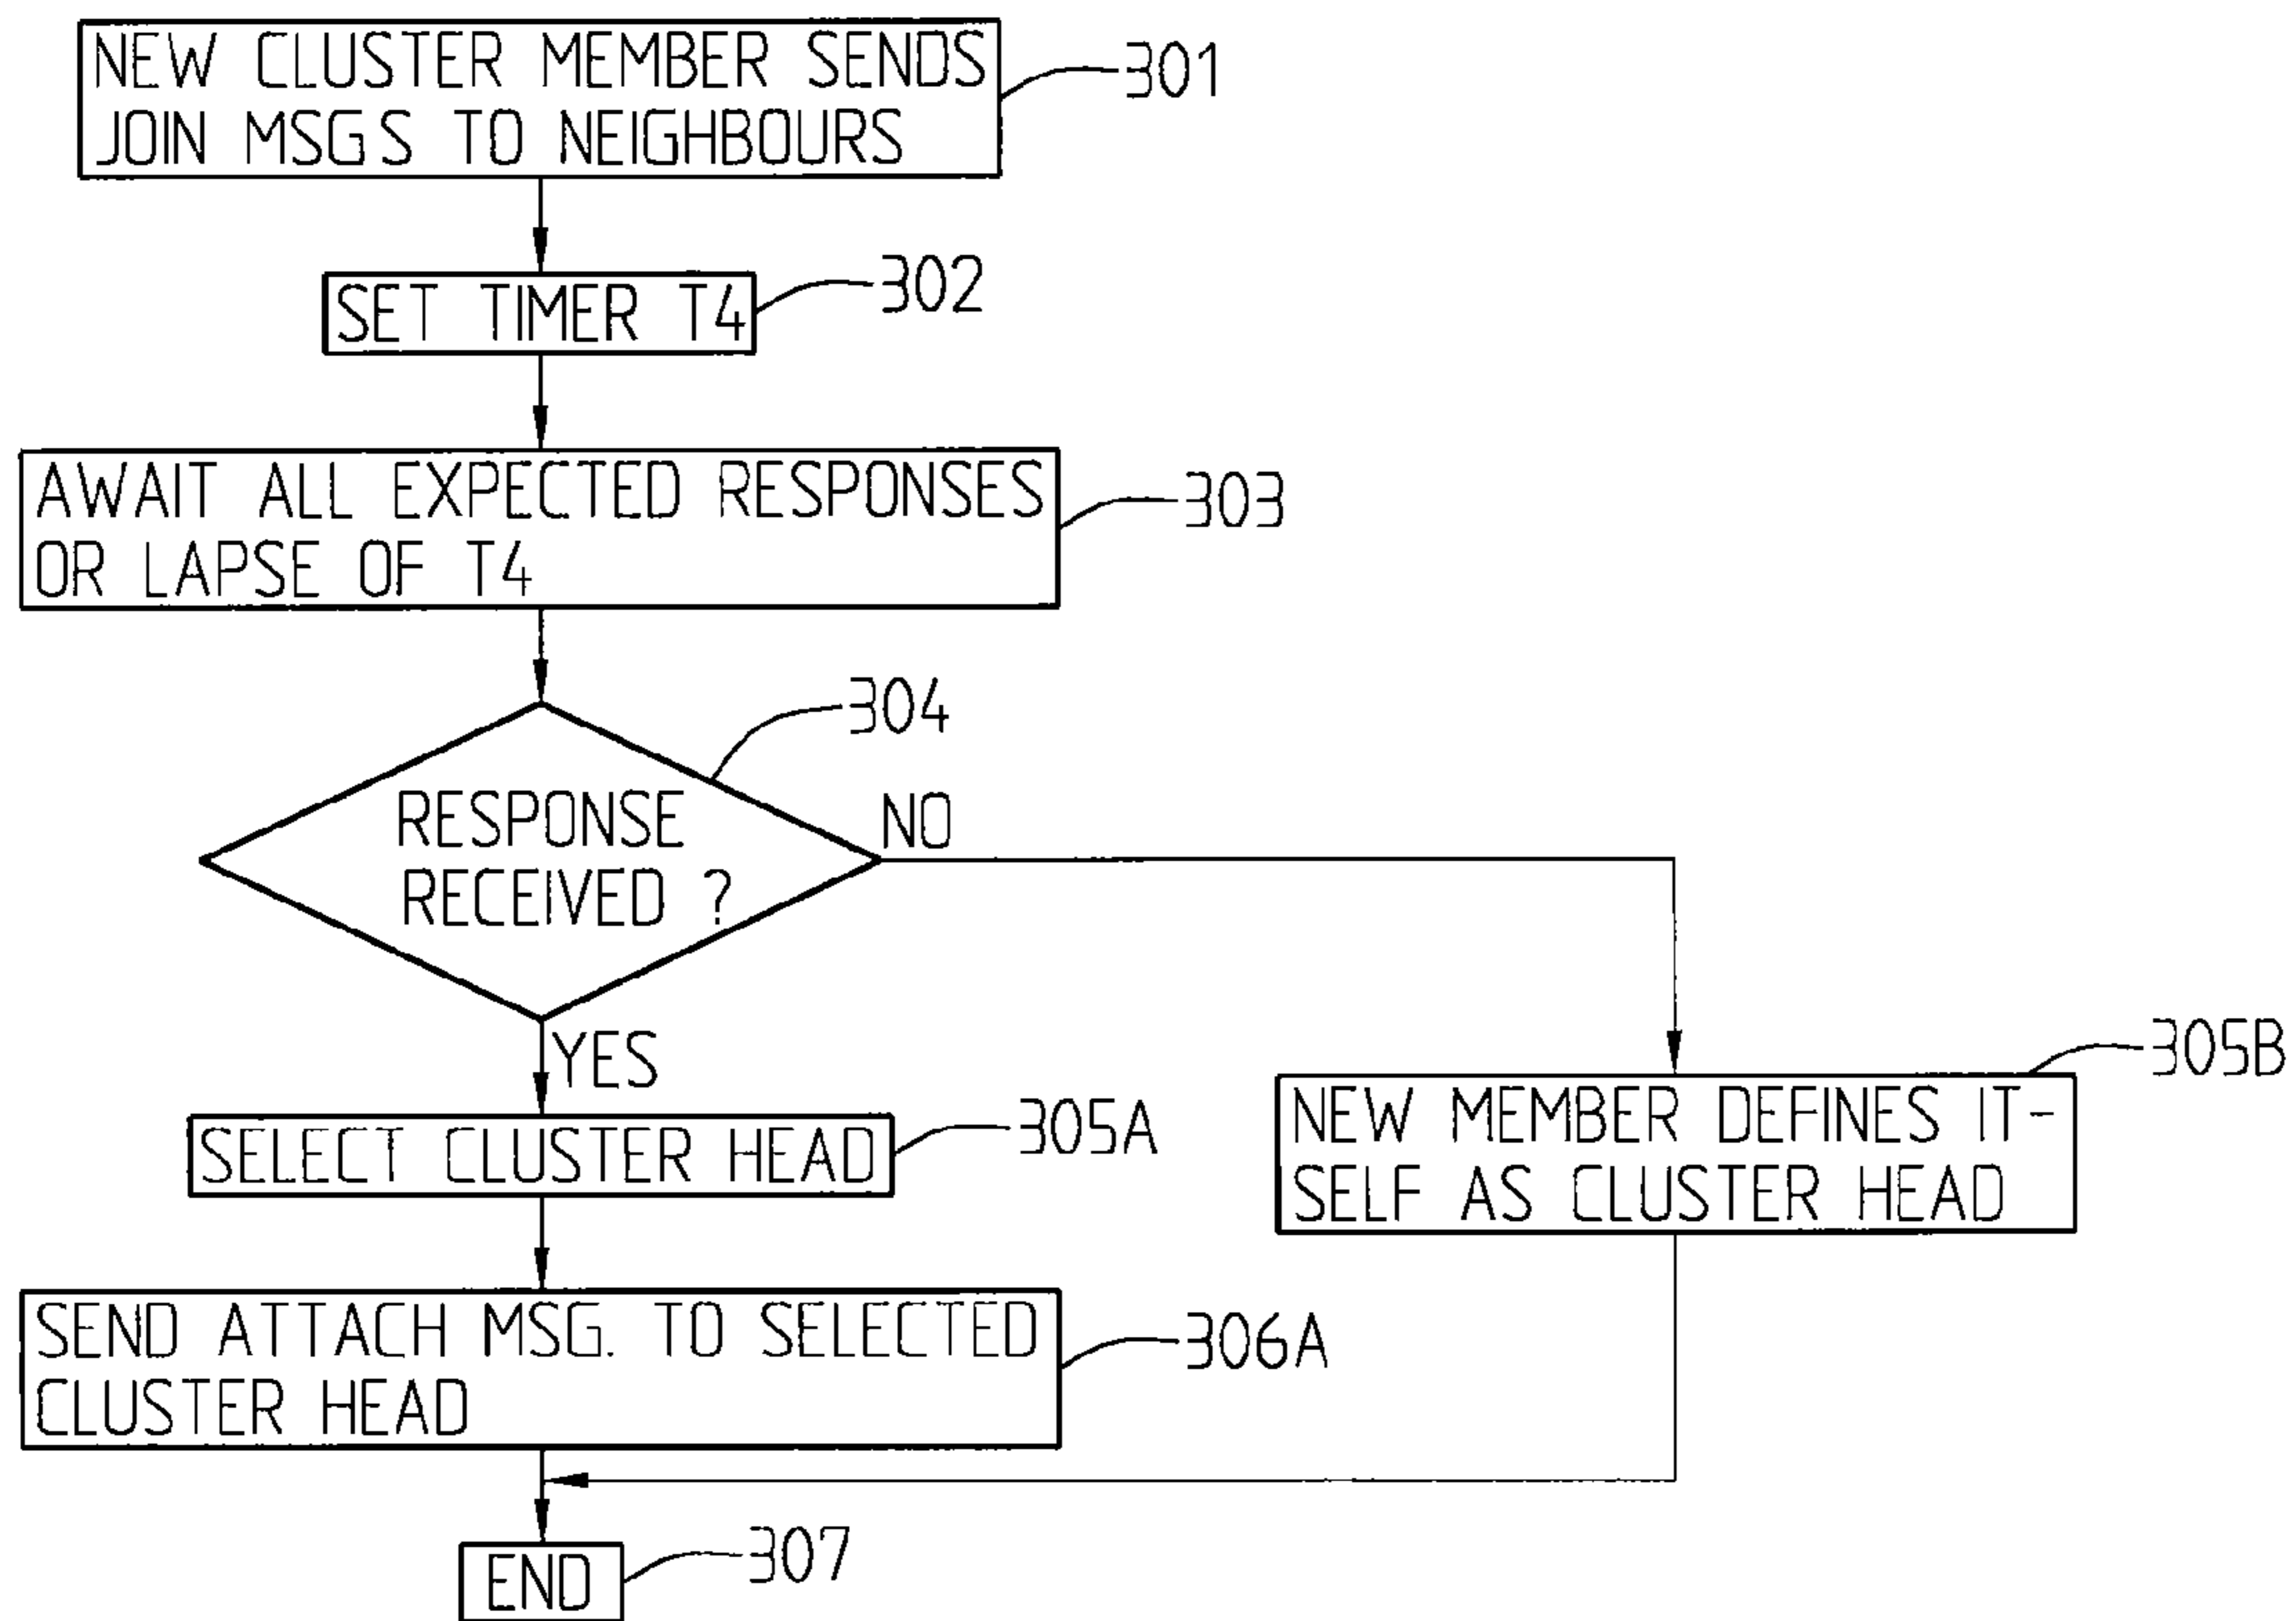 NEW CLUSTER MEMBER SENDS
JOIN MSGS TO NEIGHBOURS
301
SET TIMER T4
302
AWAIT ALL EXPECTED RESPONSES
OR LAPSE OF T4
303
304
RESPONSE
RECEIVED ?
NO
YES
SELECT CLUSTER HEAD
305A
NEW MEMBER DEFINES IT-
SELF AS CLUSTER HEAD
305B
SEND ATTACH MSG. TO SELECTED
CLUSTER HEAD
306A
END
307